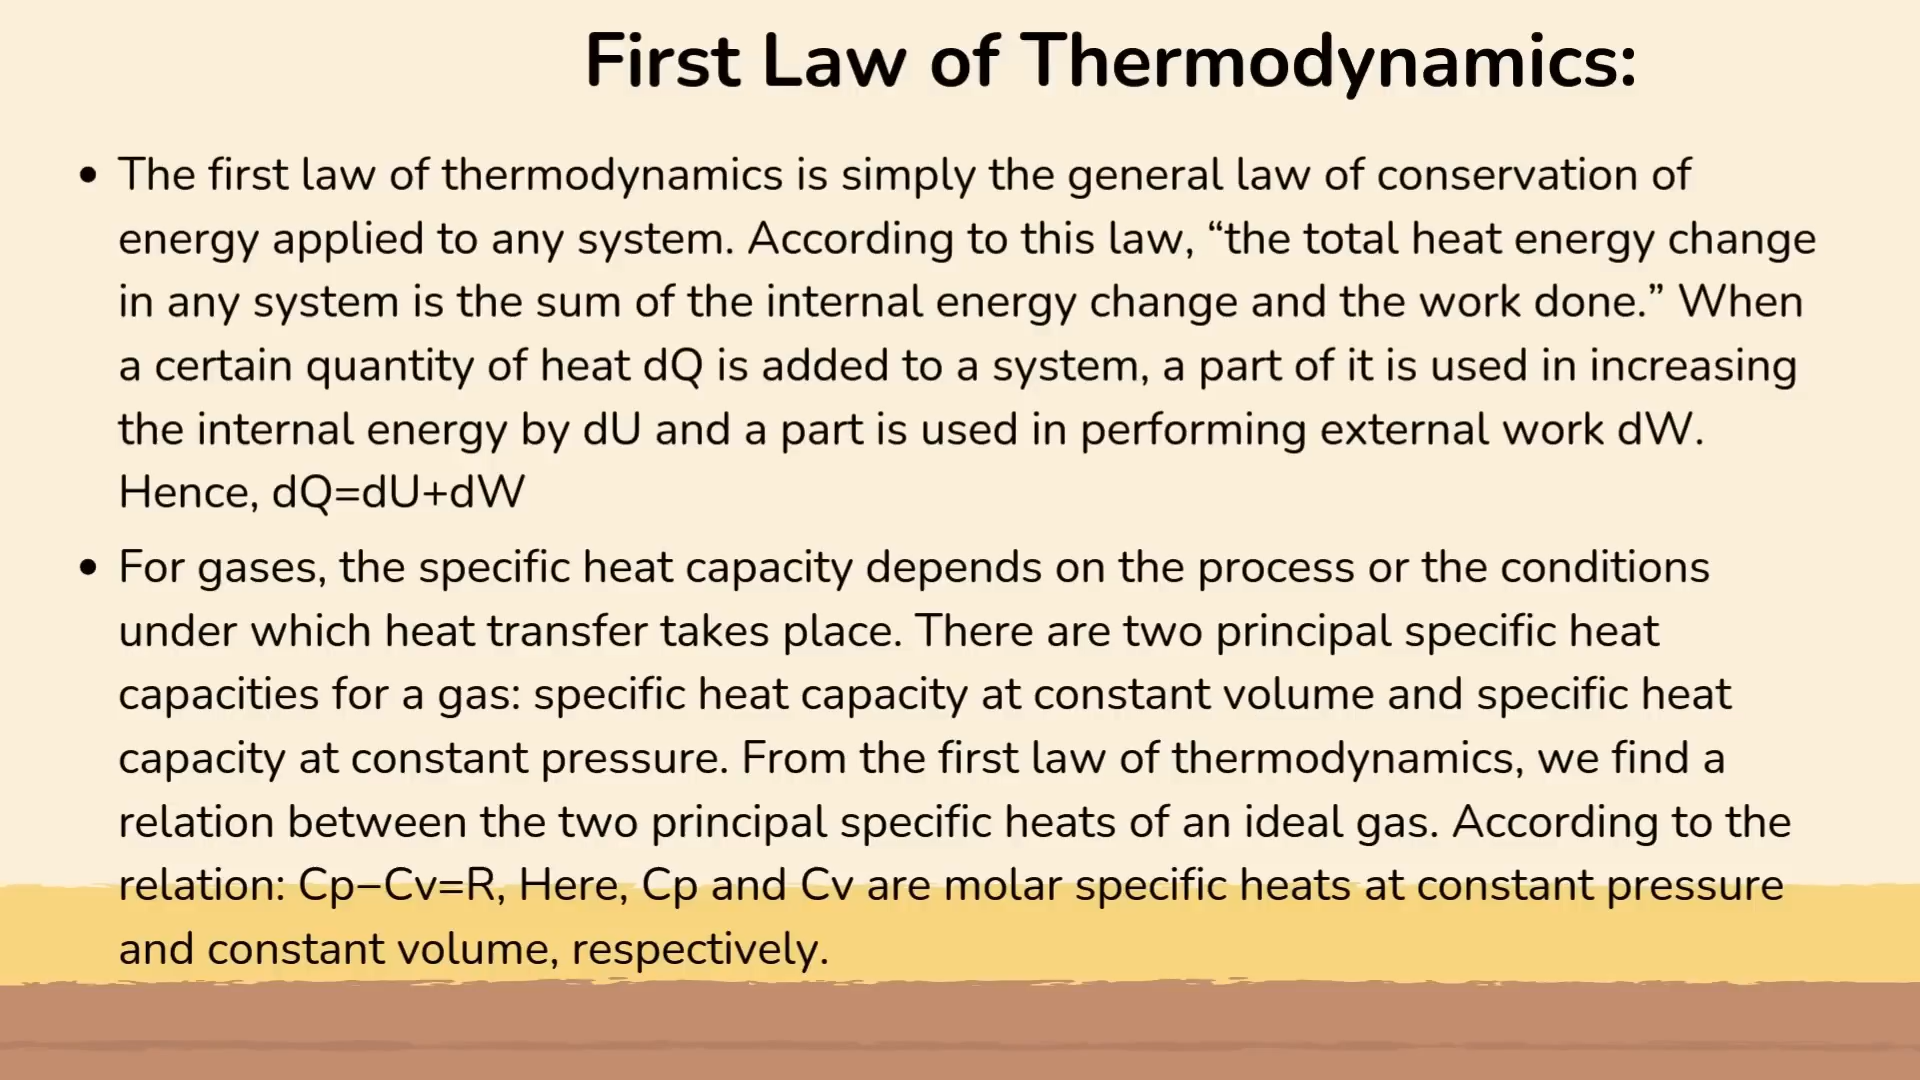 First Law of Thermodynamics:
• The first law of thermodynamics is simply the general law of conservation of
energy applied to any system. According to this law, “the total heat energy change
in any system is the sum of the internal energy change and the work done.” When
a certain quantity of heat dQ is added to a system, a part of it is used in increasing
the internal energy by dU and a part is used in performing external work dW.
Hence, dQ=dU+dW
• For gases, the specific heat capacity depends on the process or the conditions
under which heat transfer takes place. There are two principal specific heat
capacities for a gas: specific heat capacity at constant volume and specific heat
capacity at constant pressure. From the first law of thermodynamics, we find a
relation between the two principal specific heats of an ideal gas. According to the
relation: Cp−Cv=R, Here, Cp and Cv are molar specific heats at constant pressure
and constant volume, respectively.